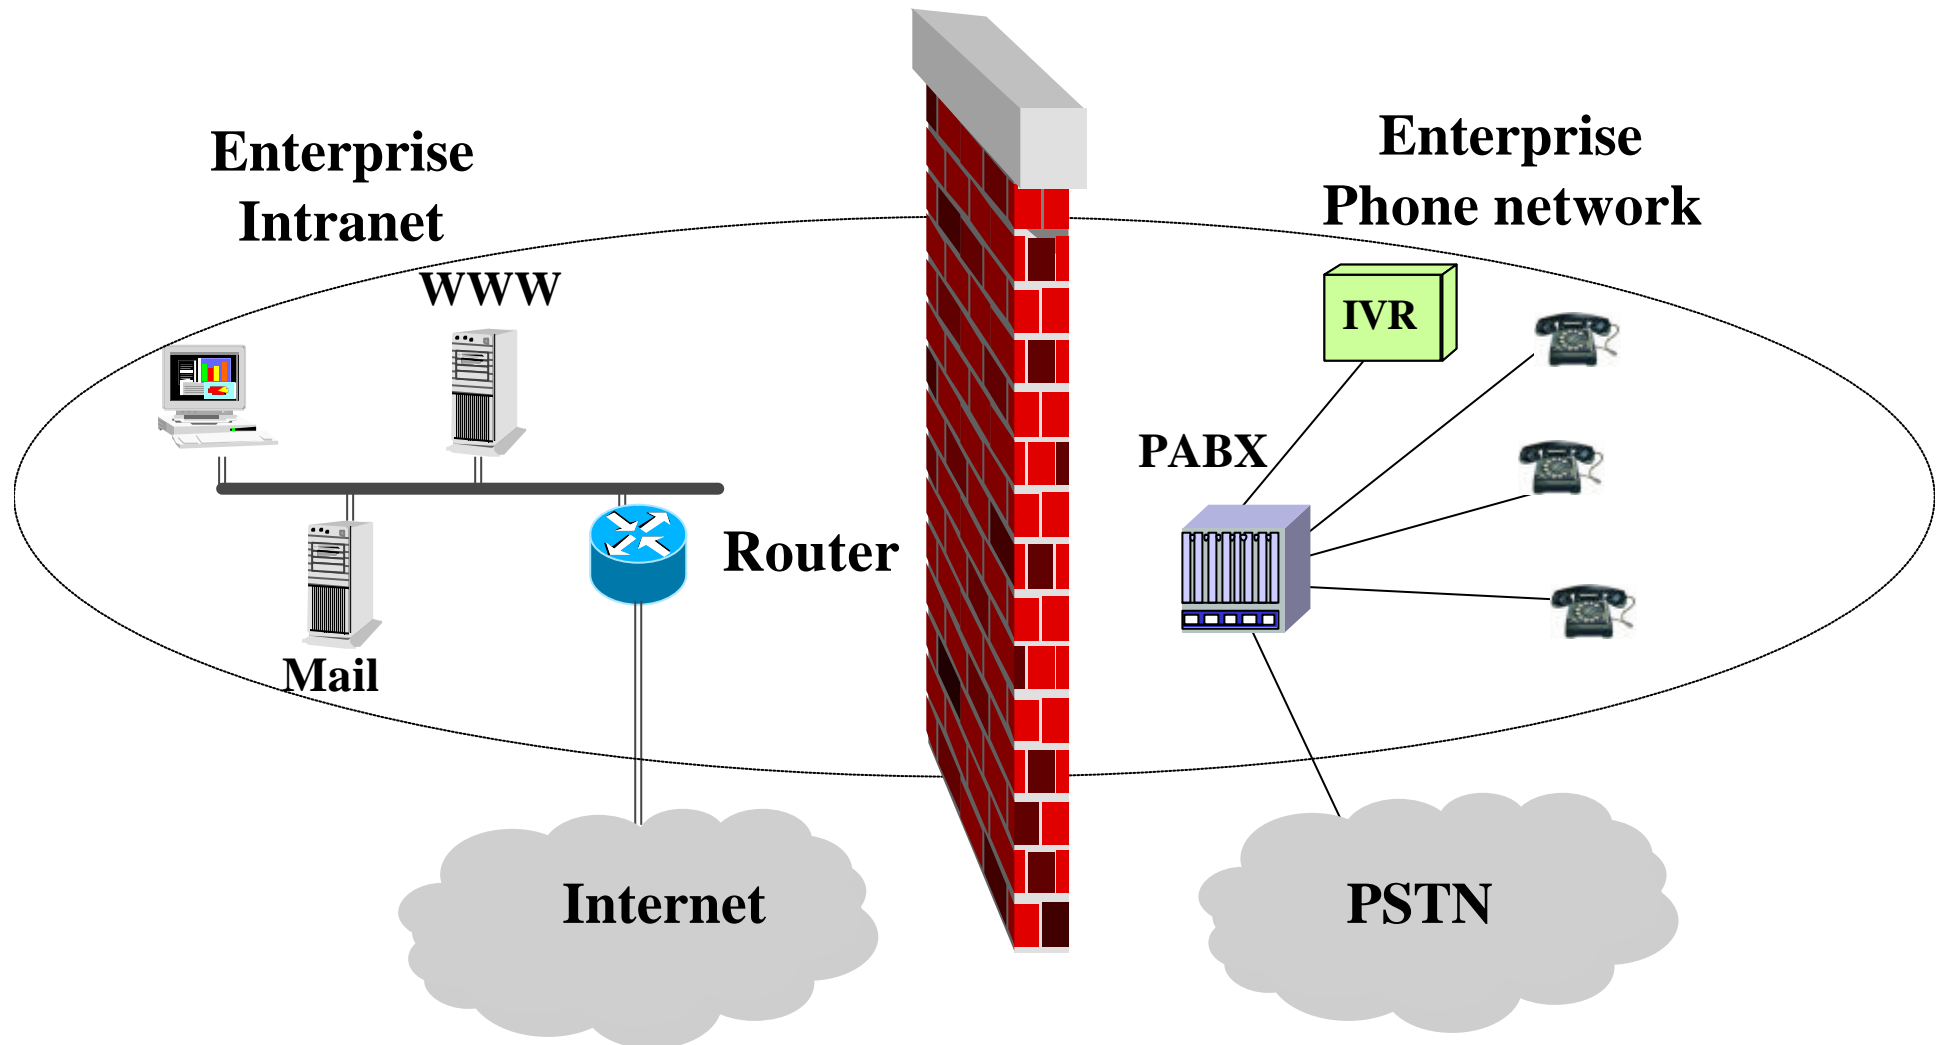 Enterprise
Intranet
WWW
Mail
Router
Internet
Enterprise
Phone network
IVR
PABX
PSTN